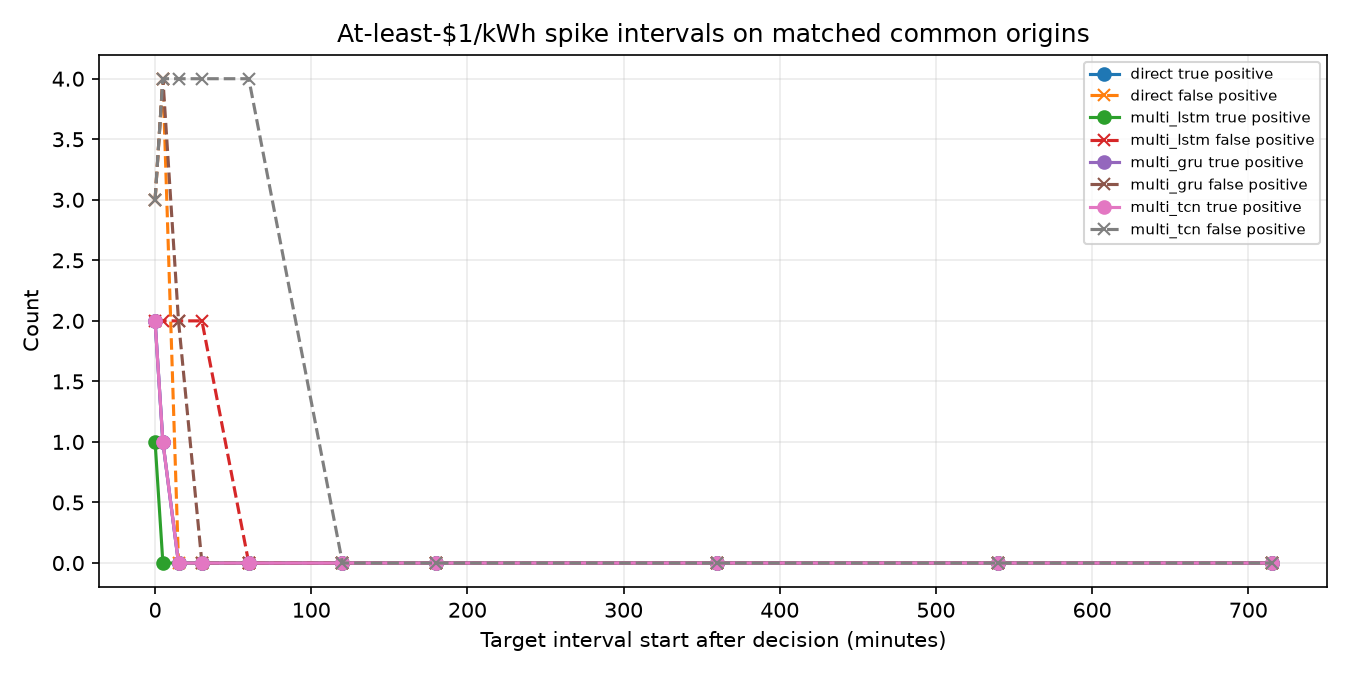 At-least-$1/kWh spike intervals on matched common origins
Count
4.0
3.5
3.0
2.5
2.0
1.5
1.0
0.5
0.0
direct true positive
direct false positive
multi_lstm true positive
multi_lstm false positive
multi_gru true positive
multi_gru false positive
multi_tcn true positive
multi_tcn false positive
0 100 200 300 400 500 600 700
Target interval start after decision (minutes)